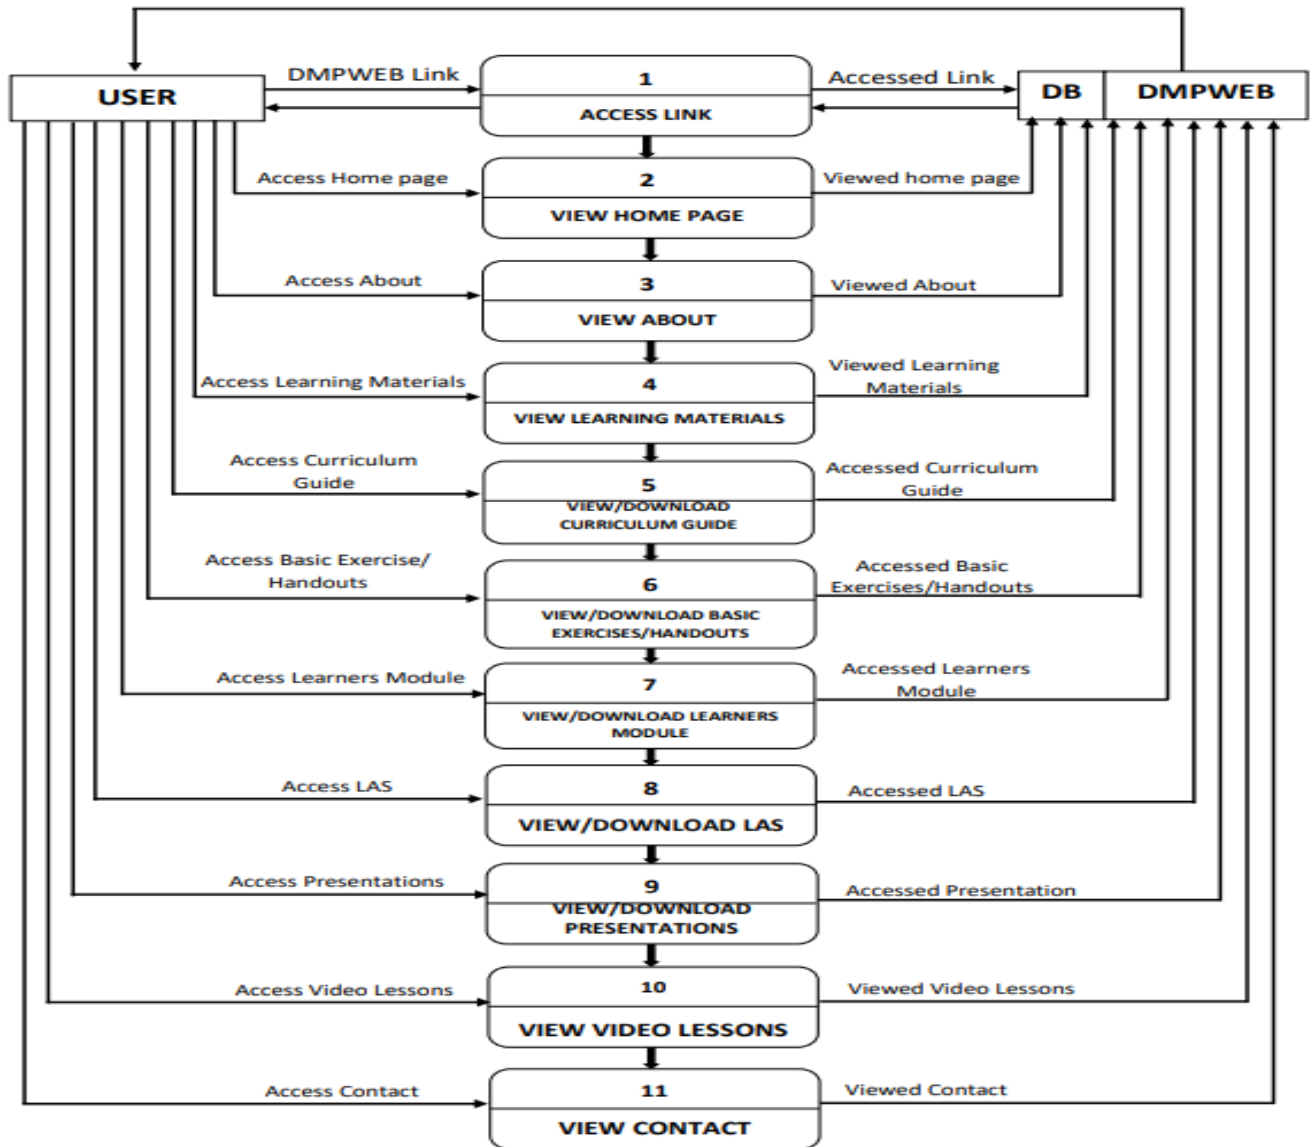 DMPWEB Link
1
Accessed Link
USER
ACCESS LINK
DB
DMPWEB
Access Home page
2
Viewed home page
VIEW HOME PAGE
Access About
3
Viewed About
VIEW ABOUT
Access Learning Materials
4
Viewed Learning
Materials
VIEW LEARNING MATERIALS
Access Curriculum
Guide
5
Accessed Curriculum
Guide
VIEW/DOWNLOAD
CURRICULUM GUIDE
Access Basic Exercise/
Handouts
6
Accessed Basic
Exercises/Handouts
VIEW/DOWNLOAD BASIC
EXERCISES/HANDOUTS
Access Learners Module
7
Accessed Learners
Module
VIEW/DOWNLOAD LEARNERS
MODULE
Access LAS
8
Accessed LAS
VIEW/DOWNLOAD LAS
Access Presentations
9
Accessed Presentation
VIEW/DOWNLOAD
PRESENTATIONS
Access Video Lessons
10
Viewed Video Lessons
VIEW VIDEO LESSONS
Access Contact
11
Viewed Contact
VIEW CONTACT